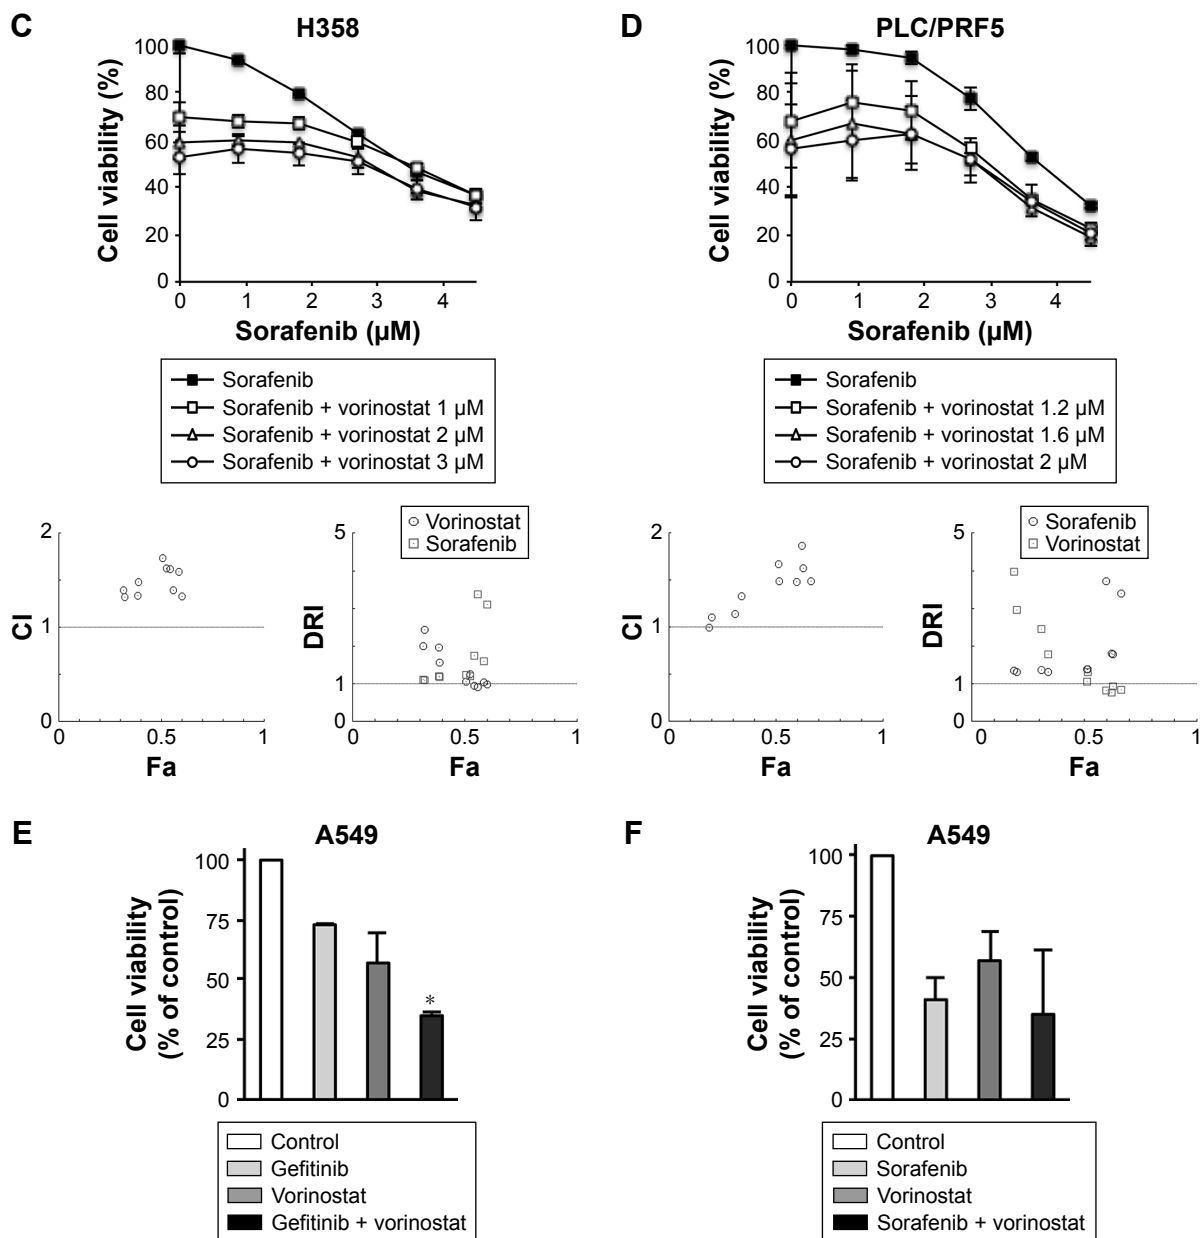 C
H358
Cell viability (%)
100
80
60
40
20
0
0 1 2 3 4
Sorafenib (µM)
Sorafenib
Sorafenib + vorinostat 1 µM
Sorafenib + vorinostat 2 µM
Sorafenib + vorinostat 3 µM
CI
2
1
0
0 0.5 1
Fa
DRI
5
1
0
Vorinostat
Sorafenib
0 0.5 1
Fa
D
PLC/PRF5
Cell viability (%)
100
80
60
40
20
0
0 1 2 3 4
Sorafenib (µM)
Sorafenib
Sorafenib + vorinostat 1.2 µM
Sorafenib + vorinostat 1.6 µM
Sorafenib + vorinostat 2 µM
CI
2
1
0
0 0.5 1
Fa
DRI
5
1
0
Sorafenib
Vorinostat
0 0.5 1
Fa
E
A549
Cell viability
(% of control)
100
75
50
25
0
*
Control
Gefitinib
Vorinostat
Gefitinib + vorinostat
F
A549
Cell viability
(% of control)
100
75
50
25
0
Control
Sorafenib
Vorinostat
Sorafenib + vorinostat